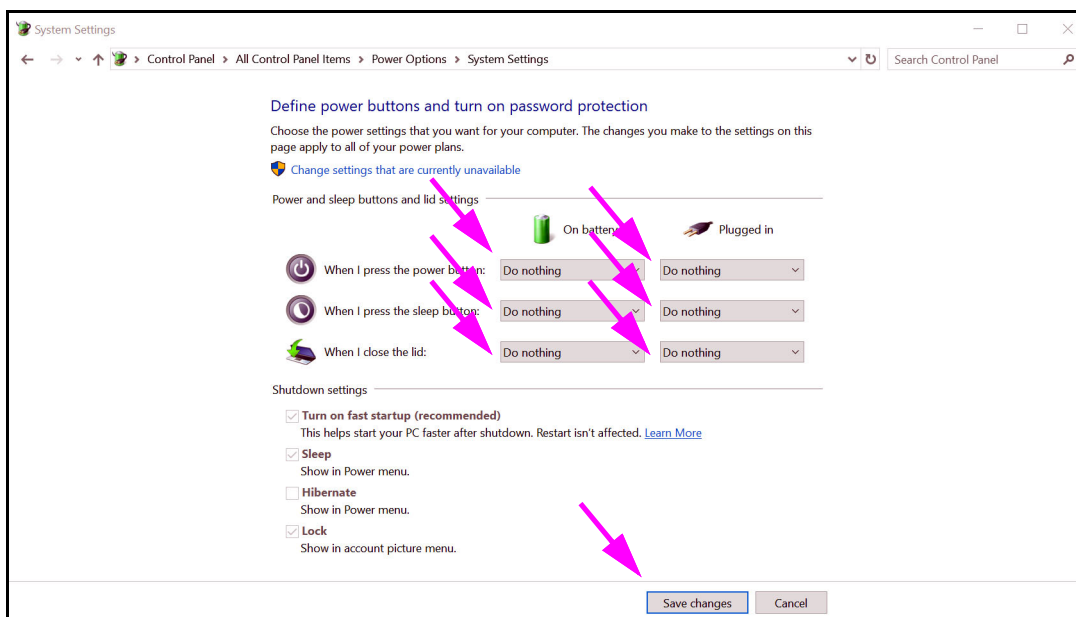 System Settings
Control Panel > All Control Panel Items > Power Options > System Settings
Search Control Panel
Define power buttons and turn on password protection
Choose the power settings that you want for your computer. The changes you make to the settings on this
page apply to all of your power plans.
Change settings that are currently unavailable
Power and sleep buttons and lid settings
On battery
Plugged in
When I press the power button: Do nothing Do nothing
When I press the sleep button: Do nothing Do nothing
When I close the lid: Do nothing Do nothing
Shutdown settings
Turn on fast startup (recommended)
This helps start your PC faster after shutdown. Restart isn't affected. Learn More
Sleep
Show in Power menu.
Hibernate
Show in Power menu.
Lock
Show in account picture menu.
Save changes
Cancel